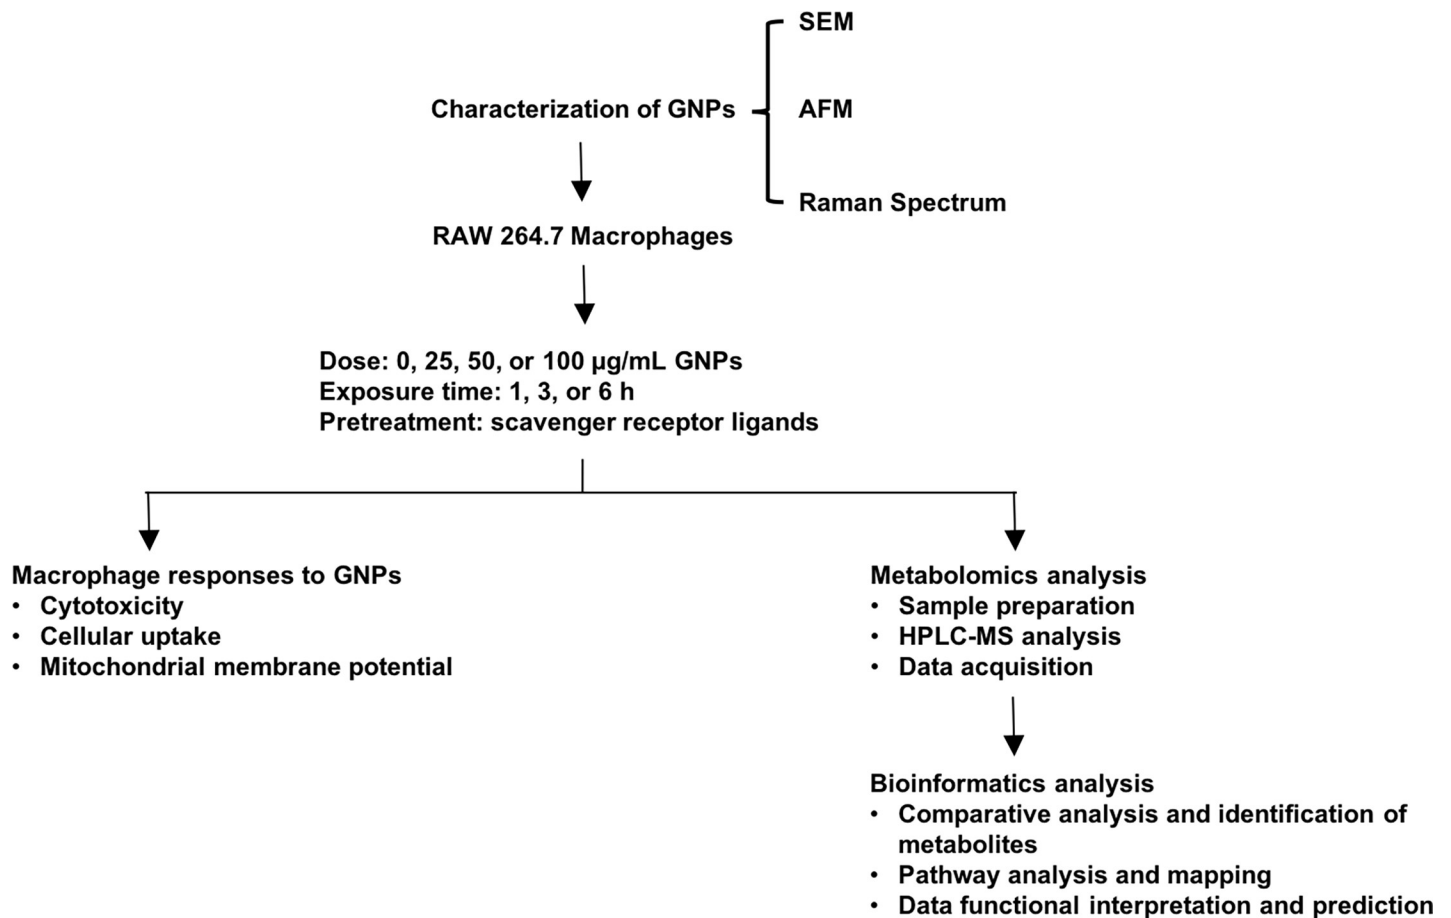 SEM
Characterization of GNPs
AFM
Raman Spectrum
RAW 264.7 Macrophages
Dose: 0, 25, 50, or 100 µg/mL GNPs
Exposure time: 1, 3, or 6 h
Pretreatment: scavenger receptor ligands
Macrophage responses to GNPs
• Cytotoxicity
• Cellular uptake
• Mitochondrial membrane potential
Metabolomics analysis
• Sample preparation
• HPLC-MS analysis
• Data acquisition
Bioinformatics analysis
• Comparative analysis and identification of
metabolites
• Pathway analysis and mapping
• Data functional interpretation and prediction